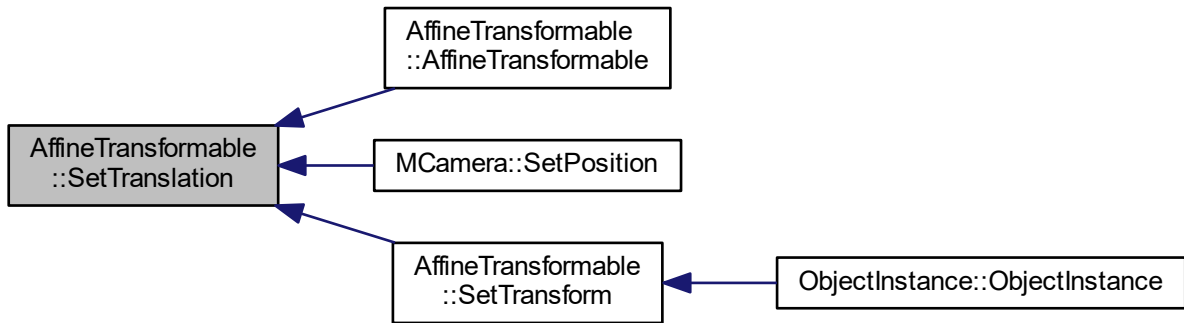 AffineTransformable
::AffineTransformable
AffineTransformable
::SetTranslation
MCamera::SetPosition
AffineTransformable
::SetTransform
ObjectInstance::ObjectInstance